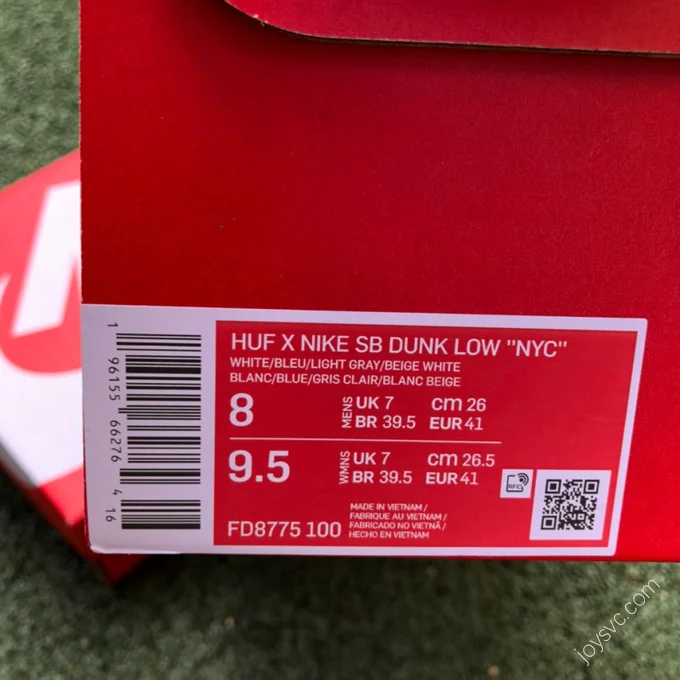 HUF X NIKE SB DUNK LOW "NYC"
WHITE/BLEU/LIGHT GRAY/BEIGE WHITE
BLANC/BLUE/GRIS CLAIR/BLANC BEIGE
8 MENS UK 7 cm 26
BR 39.5 EUR 41
9.5 WMNS UK 7 cm 26.5
BR 39.5 EUR 41
FD8775 100
MADE IN VIETNAM/
FABRIQUE AU VIETNAM/
FABRICADO NO VIETNÃ/
HECHO EN VIETNAM
RFID
1 96155 66276 4 16
joysvc.com